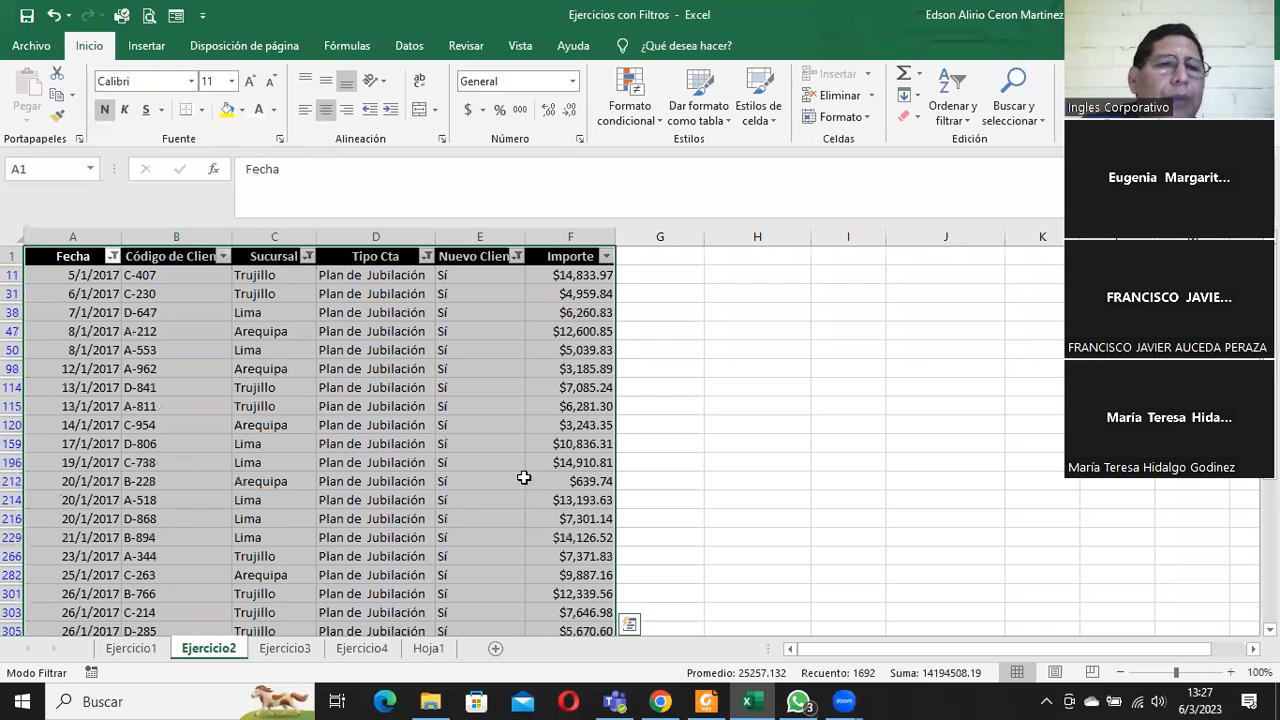 Ejercicios con Filtros - Excel
Edson Alirio Ceron Martinez
Archivo Inicio Insertar Disposición de página Fórmulas Datos Revisar Vista Ayuda ¿Qué desea hacer?
Pegar
Calibri 11
N K S
General
$ % 000
Formato condicional
Dar formato como tabla
Estilos de celda
Insertar
Eliminar
Formato
Ordenar y filtrar
Buscar y seleccionar
Portapapeles Fuente Alineación Número Estilos Celdas Edición
A1 fx Fecha
A B C D E F G H I J K
1 Fecha Código de Clien Sucursal Tipo Cta Nuevo Clien Importe
11 5/1/2017 C-407 Trujillo Plan de Jubilación Sí $14,833.97
31 6/1/2017 C-230 Trujillo Plan de Jubilación Sí $4,959.84
38 7/1/2017 D-647 Lima Plan de Jubilación Sí $6,260.83
47 8/1/2017 A-212 Arequipa Plan de Jubilación Sí $12,600.85
50 8/1/2017 A-553 Lima Plan de Jubilación Sí $5,039.83
98 12/1/2017 A-962 Arequipa Plan de Jubilación Sí $3,185.89
114 13/1/2017 D-841 Trujillo Plan de Jubilación Sí $7,085.24
115 13/1/2017 A-811 Trujillo Plan de Jubilación Sí $6,281.30
120 14/1/2017 C-954 Arequipa Plan de Jubilación Sí $3,243.35
159 17/1/2017 D-806 Lima Plan de Jubilación Sí $10,836.31
196 19/1/2017 C-738 Lima Plan de Jubilación Sí $14,910.81
212 20/1/2017 B-228 Arequipa Plan de Jubilación Sí $639.74
214 20/1/2017 A-518 Lima Plan de Jubilación Sí $13,193.63
216 20/1/2017 D-868 Lima Plan de Jubilación Sí $7,301.14
229 21/1/2017 B-894 Lima Plan de Jubilación Sí $14,126.52
266 23/1/2017 A-344 Trujillo Plan de Jubilación Sí $7,371.83
282 25/1/2017 C-263 Arequipa Plan de Jubilación Sí $9,887.16
301 26/1/2017 B-766 Trujillo Plan de Jubilación Sí $12,339.56
303 26/1/2017 C-214 Trujillo Plan de Jubilación Sí $7,646.98
305 26/1/2017 D-285 Trujillo Plan de Jubilación Sí $5,670.60
Ingles Corporativo
Eugenia Margarit...
FRANCISCO JAVIE...
FRANCISCO JAVIER AUCEDA PERAZA
María Teresa Hida...
María Teresa Hidalgo Godinez
Ejercicio1 Ejercicio2 Ejercicio3 Ejercicio4 Hoja1
Modo Filtrar
Promedio: 25257.132 Recuento: 1692 Suma: 14194508.19
100%
Buscar
3
13:27
6/3/2023